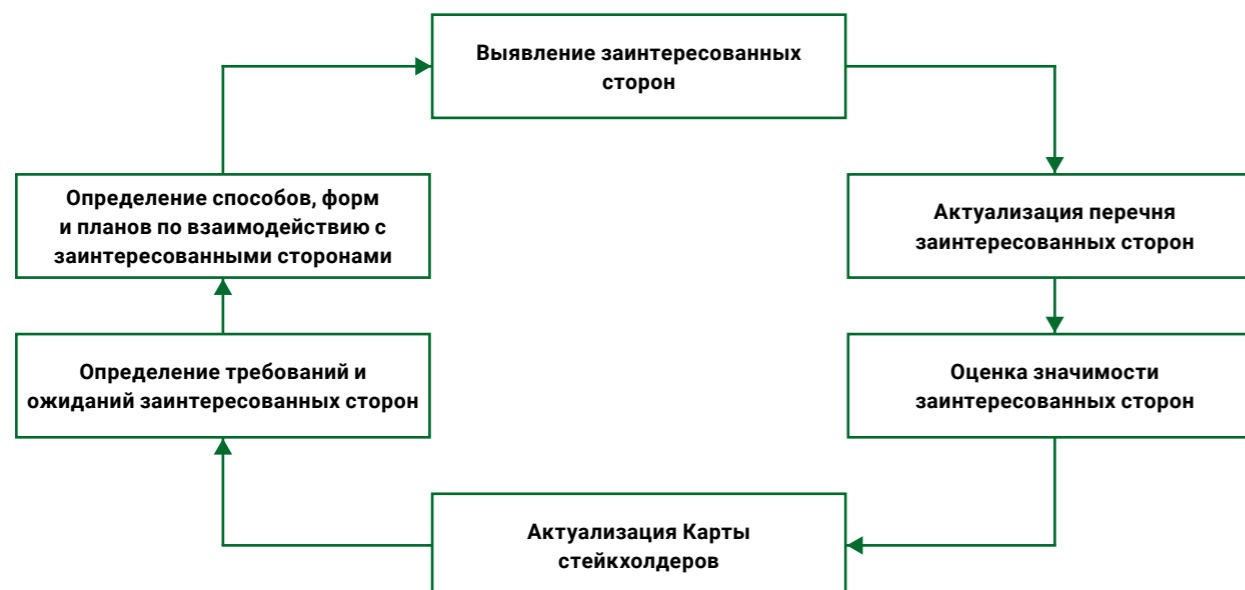 Выявление заинтересованных
сторон
Определение способов, форм
и планов по взаимодействию с
заинтересованными сторонами
Актуализация перечня
заинтересованных сторон
Определение требований и
ожиданий заинтересованных сторон
Оценка значимости
заинтересованных сторон
Актуализация Карты
стейкхолдеров